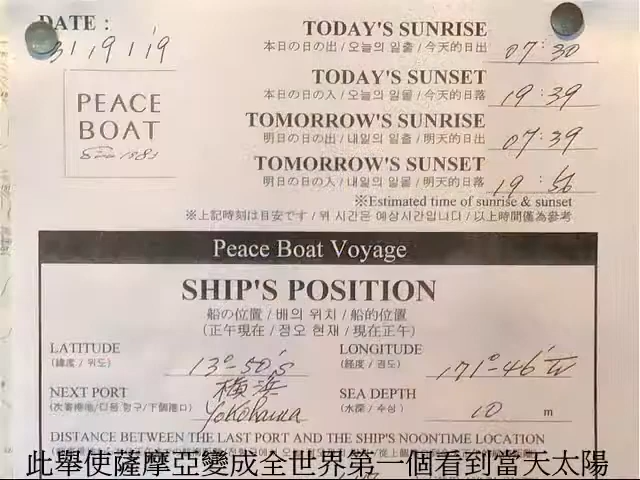 DATE :
31/9/1/19
PEACE
BOAT
Since 1983
TODAY'S SUNRISE
本日の日の出 / 오늘의 일출 / 今天的日出
07:30
TODAY'S SUNSET
本日の日の入 / 오늘의 일몰 / 今天的日落
19:39
TOMORROW'S SUNRISE
明日の日の出 / 내일의 일출 / 明天的日出
07:39
TOMORROW'S SUNSET
明日の日の入 / 내일의 일몰 / 明天的日落
19:56
※Estimated time of sunrise & sunset
※上記時刻は目安です / 위 시간은 예상시간입니다 / 以上時間僅為參考
Peace Boat Voyage
SHIP'S POSITION
船の位置 / 배의 위치 / 船的位置
(正午現在 / 정오 현재 / 現在正午)
LATITUDE
(緯度 / 위도)
13°-50'S
LONGITUDE
(経度 / 경도)
171°-46'W
NEXT PORT
横浜
Yokohama
SEA DEPTH
(水深 / 수심)
10 m
DISTANCE BETWEEN THE LAST PORT AND THE SHIP'S NOONTIME LOCATION
此舉使薩摩亞變成全世界第一個看到當天太陽